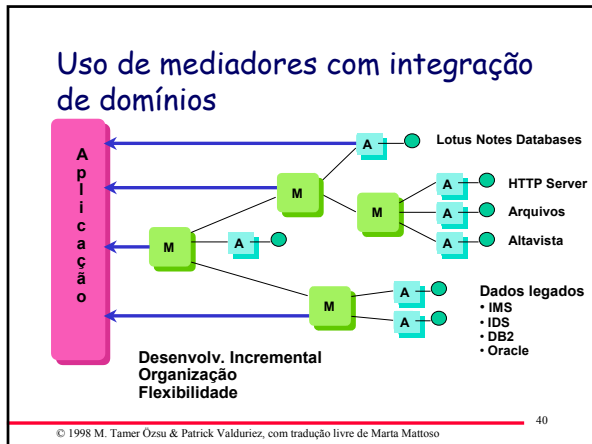 Uso de mediadores com integração
de domínios
Aplicação
A
Lotus Notes Databases
M
A
HTTP Server
M
A
Arquivos
A
Altavista
M
A
M
A
A
Dados legados
• IMS
• IDS
• DB2
• Oracle
Desenvolv. Incremental
Organização
Flexibilidade
40
© 1998 M. Tamer Özsu & Patrick Valduriez, com tradução livre de Marta Mattoso